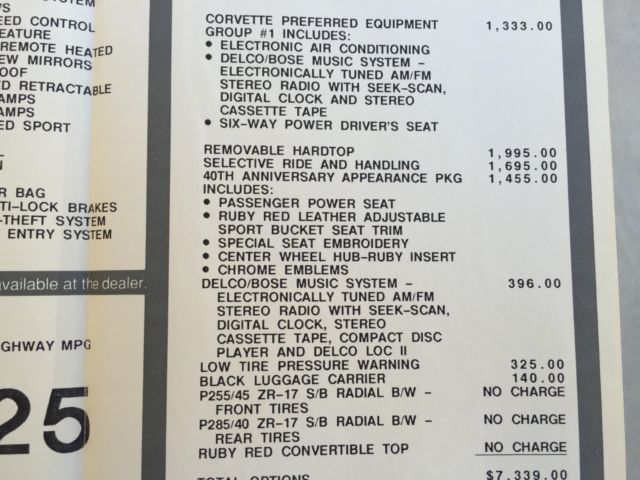 EED CONTROL
EATURE
REMOTE HEATED
EW MIRRORS
OOF
ED RETRACTABLE
AMPS
AMPS
ED SPORT
R BAG
TI-LOCK BRAKES
-THEFT SYSTEM
ENTRY SYSTEM
available at the dealer.
GHWAY MPG
25
CORVETTE PREFERRED EQUIPMENT 1,333.00
GROUP #1 INCLUDES:
• ELECTRONIC AIR CONDITIONING
• DELCO/BOSE MUSIC SYSTEM -
ELECTRONICALLY TUNED AM/FM
STEREO RADIO WITH SEEK-SCAN,
DIGITAL CLOCK AND STEREO
CASSETTE TAPE
• SIX-WAY POWER DRIVER'S SEAT
REMOVABLE HARDTOP 1,995.00
SELECTIVE RIDE AND HANDLING 1,695.00
40TH ANNIVERSARY APPEARANCE PKG 1,455.00
INCLUDES:
• PASSENGER POWER SEAT
• RUBY RED LEATHER ADJUSTABLE
SPORT BUCKET SEAT TRIM
• SPECIAL SEAT EMBROIDERY
• CENTER WHEEL HUB-RUBY INSERT
• CHROME EMBLEMS
DELCO/BOSE MUSIC SYSTEM - 396.00
ELECTRONICALLY TUNED AM/FM
STEREO RADIO WITH SEEK-SCAN,
DIGITAL CLOCK, STEREO
CASSETTE TAPE, COMPACT DISC
PLAYER AND DELCO LOC II
LOW TIRE PRESSURE WARNING 325.00
BLACK LUGGAGE CARRIER 140.00
P255/45 ZR-17 S/B RADIAL B/W - NO CHARGE
FRONT TIRES
P285/40 ZR-17 S/B RADIAL B/W - NO CHARGE
REAR TIRES
RUBY RED CONVERTIBLE TOP NO CHARGE
TOTAL OPTIONS $7,339.00